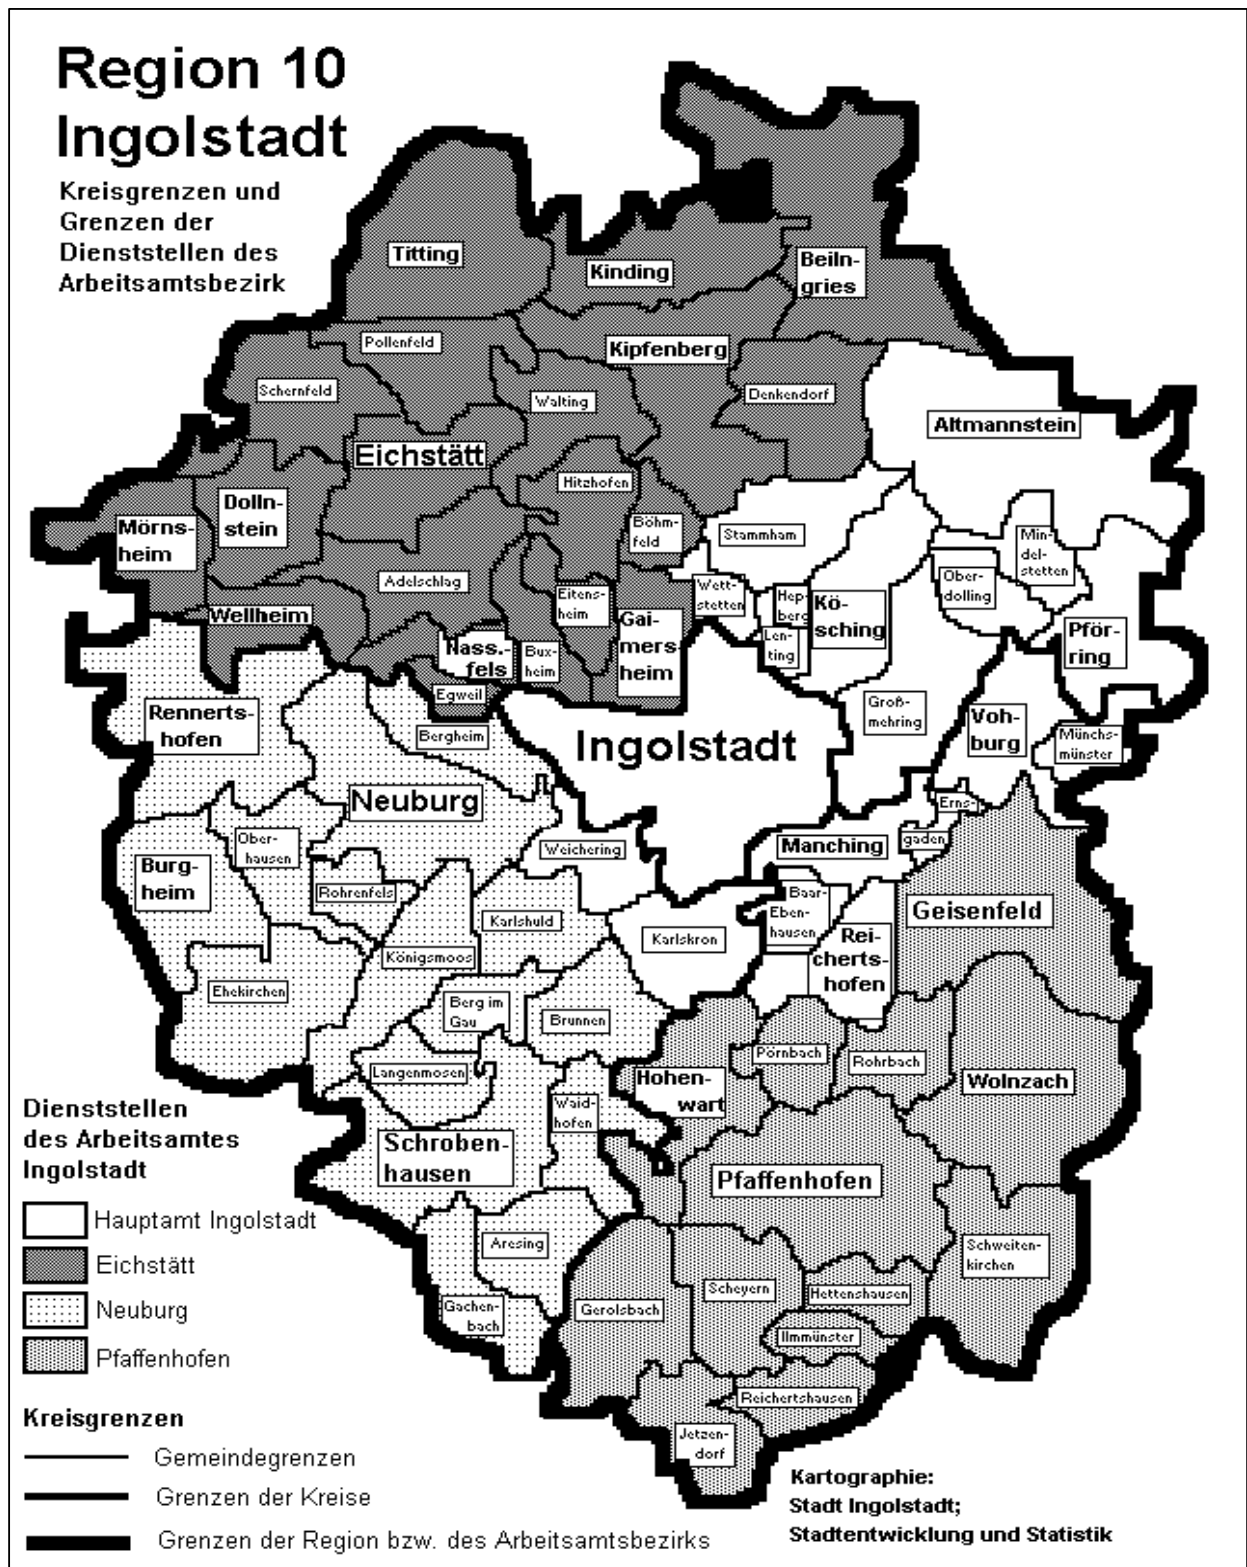 Region 10
Ingolstadt
Kreisgrenzen und
Grenzen der
Dienststellen des
Arbeitsamtsbezirk
Titting
Kinding
Beiln-
gries
Pollenfeld
Kipfenberg
Schernfeld
Walting
Denkendorf
Altmannstein
Eichstätt
Hitzhofen
Dolln-
stein
Mörns-
heim
Böhm-
feld
Stammham
Min-
del-
stetten
Adelschlag
Eitens-
heim
Wett-
stetten
Hep-
berg
Kö-
sching
Ober-
dolling
Wellheim
Gai-
mers-
heim
Len-
ting
Pför-
ring
Nass.-
fels
Bux-
heim
Egweil
Rennerts-
hofen
Bergheim
Groß-
mehring
Voh-
burg
Münchs-
münster
Ingolstadt
Neuburg
Erns-
gaden
Ober-
hausen
Weichering
Manching
Burg-
heim
Rohrenfels
Karlshuld
Baar-
Eben-
hausen
Geisenfeld
Karlskron
Rei-
cherts-
hofen
Königsmoos
Ehekirchen
Berg im
Gau
Brunnen
Pörnbach
Rohrbach
Langenmosen
Hohen-
wart
Wolnzach
Waid-
hofen
Schroben-
hausen
Pfaffenhofen
Aresing
Schweiten-
kirchen
Scheyern
Hettenshausen
Gachen-
bach
Gerolsbach
Ilmmünster
Reichertshausen
Jetzen-
dorf
Dienststellen
des Arbeitsamtes
Ingolstadt
Hauptamt Ingolstadt
Eichstätt
Neuburg
Pfaffenhofen
Kreisgrenzen
Gemeindegrenzen
Grenzen der Kreise
Grenzen der Region bzw. des Arbeitsamtsbezirks
Kartographie:
Stadt Ingolstadt;
Stadtentwicklung und Statistik